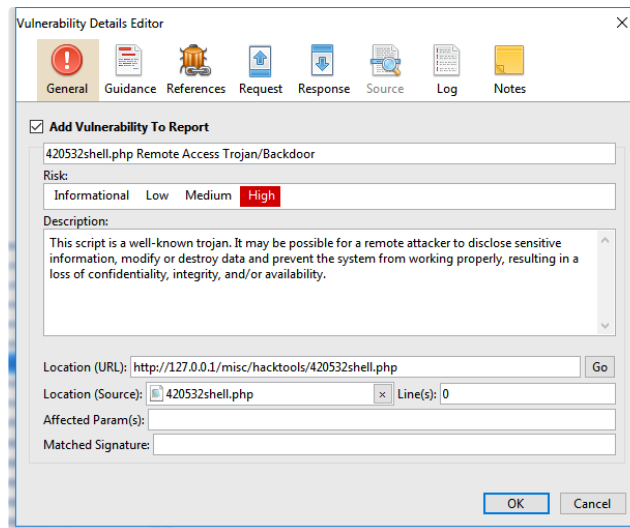 Vulnerability Details Editor
General Guidance References Request Response Source Log Notes
Add Vulnerability To Report
420532shell.php Remote Access Trojan/Backdoor
Risk:
Informational Low Medium High
Description:
This script is a well-known trojan. It may be possible for a remote attacker to disclose sensitive
information, modify or destroy data and prevent the system from working properly, resulting in a
loss of confidentiality, integrity, and/or availability.
Location (URL): http://127.0.0.1/misc/hacktools/420532shell.php Go
Location (Source): 420532shell.php Line(s): 0
Affected Param(s):
Matched Signature:
OK Cancel